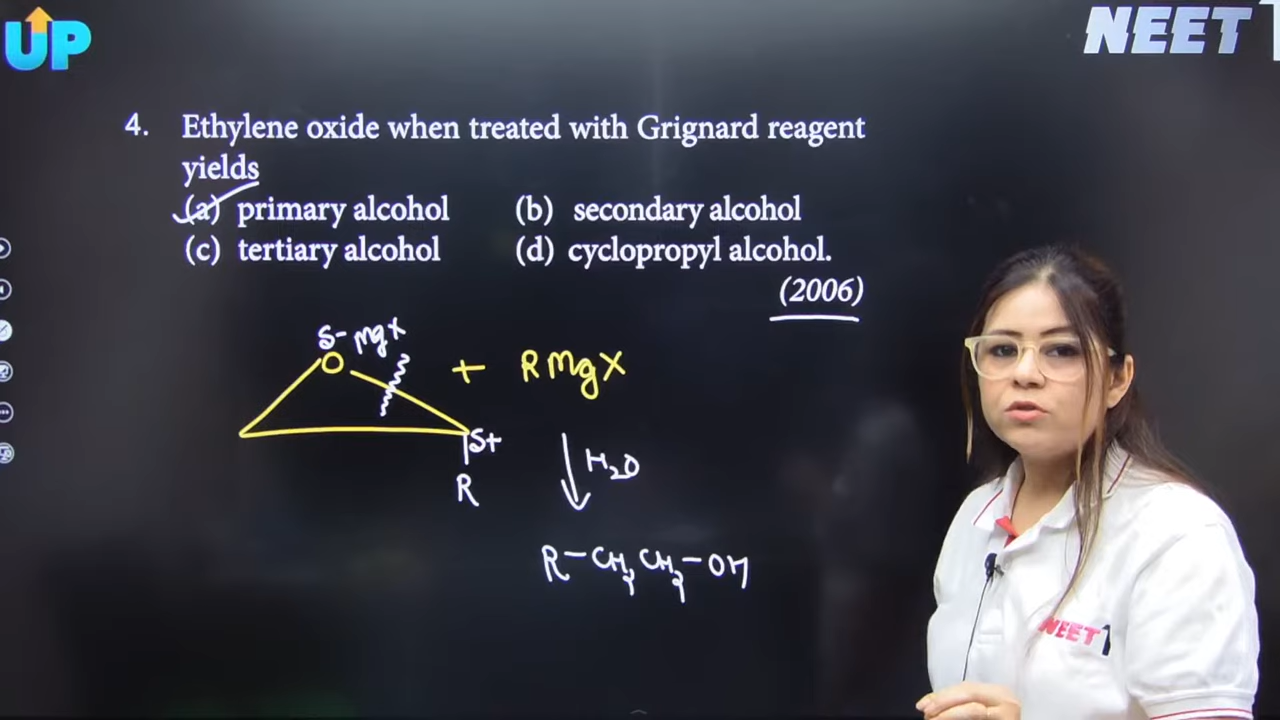 UP
NEET
4. Ethylene oxide when treated with Grignard reagent
yields
(a) primary alcohol (b) secondary alcohol
(c) tertiary alcohol (d) cyclopropyl alcohol.
(2006)
δ- MgX
O + RMgX
δ+
R
H₂O
R-CH₂CH₂-OH
NEET